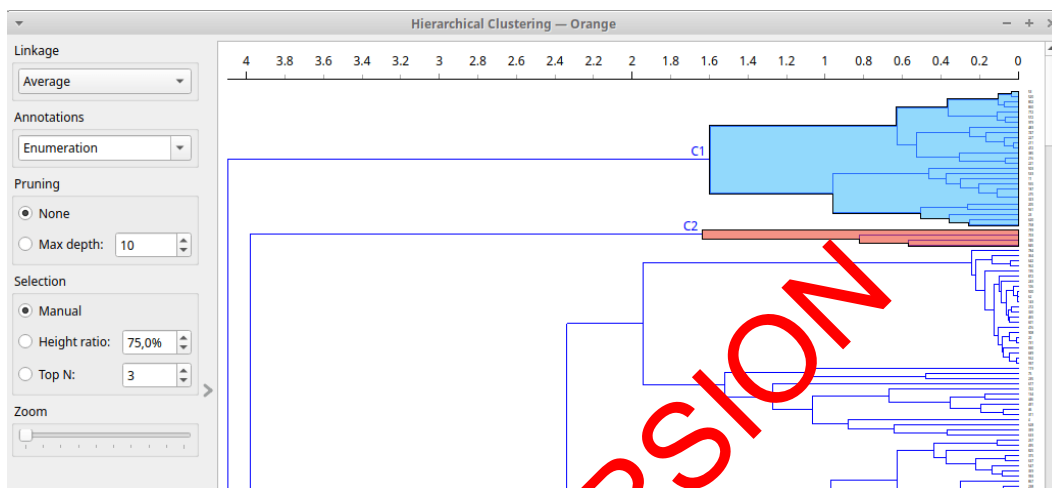 Hierarchical Clustering — Orange
Linkage
Average
Annotations
Enumeration
Pruning
None
Max depth: 10
Selection
Manual
Height ratio: 75,0%
Top N: 3
Zoom
4 3.8 3.6 3.4 3.2 3 2.8 2.6 2.4 2.2 2 1.8 1.6 1.4 1.2 1 0.8 0.6 0.4 0.2 0
C1
C2
RSION